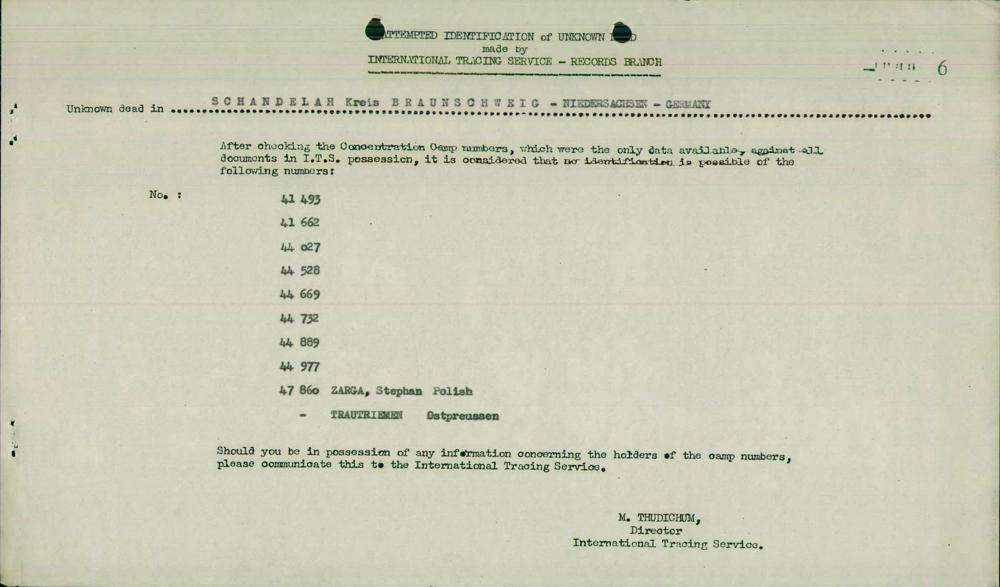 ATTEMPTED IDENTIFICATION of UNKNOWN
made by
INTERNATIONAL TRACING SERVICE - RECORDS BRANCH
6
Unknown dead in SCHANDELAH Kreis BRAUNSCHWEIG - NIEDERSACHSEN - GERMANY
After checking the Concentration Camp numbers, which were the only data available, against all
documents in I.T.S. possession, it is considered that no identification is possible of the
following numbers:
No. :
41 493
41 662
44 027
44 528
44 669
44 732
44 889
44 977
47 860 ZARGA, Stephan Polish
- TRAUTRIEMEN Ostpreussen
Should you be in possession of any information concerning the holders of the camp numbers,
please communicate this to the International Tracing Service.
M. THUDICHUM,
Director
International Tracing Service.